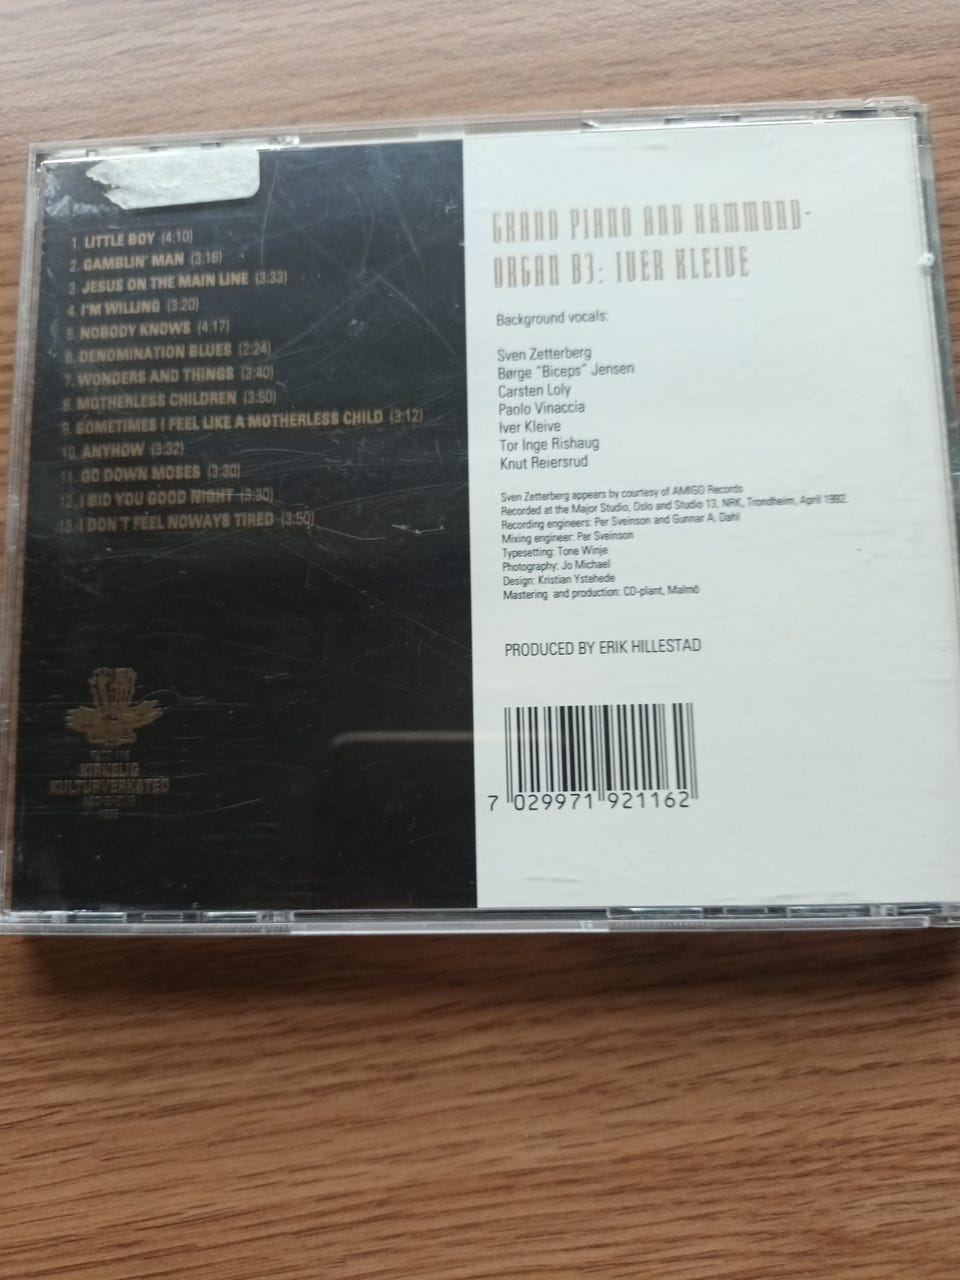 1. LITTLE BOY (4:10)
2. GAMBLIN' MAN (3:16)
3. JESUS ON THE MAIN LINE (3:33)
4. I'M WILLING (3:20)
5. NOBODY KNOWS (4:17)
6. DENOMINATION BLUES (2:24)
7. WONDERS AND THINGS (3:40)
8. MOTHERLESS CHILDREN (3:50)
9. SOMETIMES I FEEL LIKE A MOTHERLESS CHILD (3:12)
10. ANYHOW (3:32)
11. GO DOWN MOSES (3:30)
12. I BID YOU GOOD NIGHT (3:30)
13. I DON'T FEEL NOWAYS TIRED (3:50)
KIRKELIG
KULTURVERKSTED
GRAND PIANO AND HAMMOND-
ORGAN B3: IVER KLEIVE
Background vocals:
Sven Zetterberg
Børge "Biceps" Jensen
Carsten Loly
Paolo Vinaccia
Iver Kleive
Tor Inge Rishaug
Knut Reiersrud
Sven Zetterberg appears by courtesy of AMIGO Records
Recorded at the Major Studio, Oslo and Studio 13, NRK, Trondheim, April 1992.
Recording engineers: Per Sveinson and Gunnar A. Dahl
Mixing engineer: Per Sveinson
Typesetting: Tone Winje
Photography: Jo Michael
Design: Kristian Ystehede
Mastering and production: CD-plant, Malmö
PRODUCED BY ERIK HILLESTAD
7 029971 921162